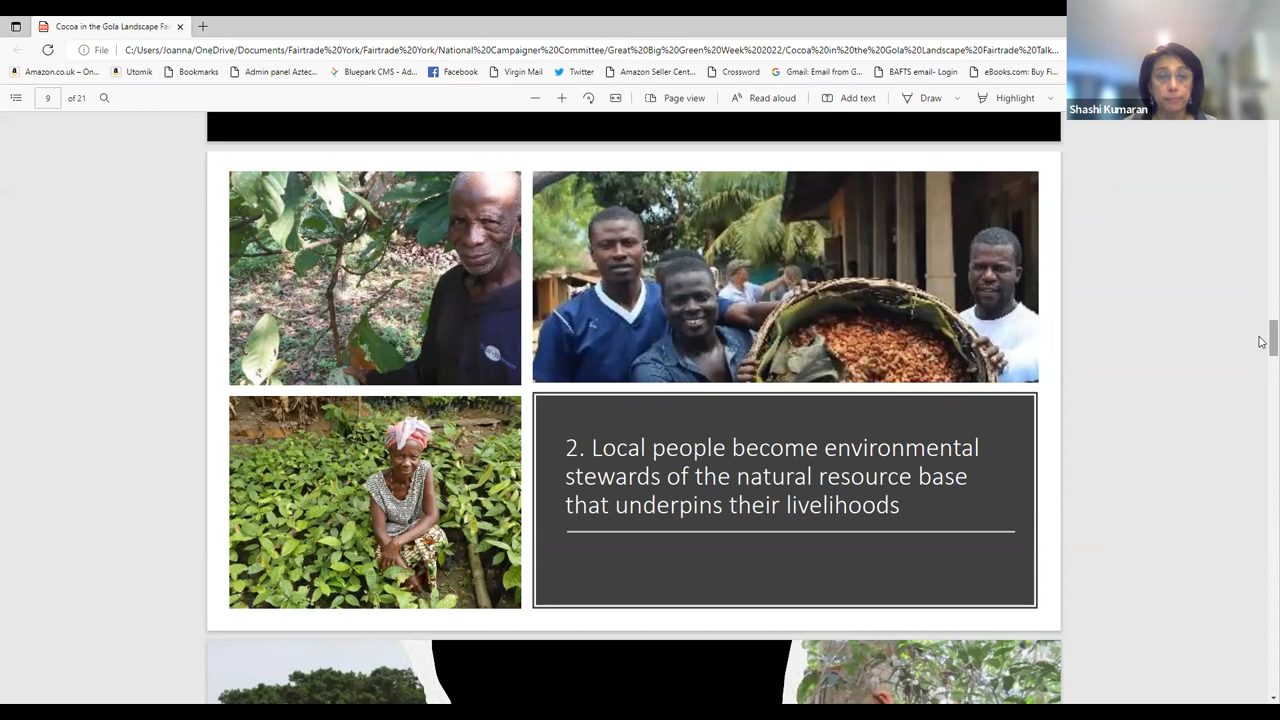 Cocoa in the Gola Landscape Fai
File
C:/Users/Joanna/OneDrive/Documents/Fairtrade%20York/Fairtrade%20York/National%20Campaigner%20Committee/Great%20Big%20Green%20Week%202022/Cocoa%20in%20the%20Gola%20Landscape%20Fairtrade%20Talk...
Amazon.co.uk – On...
Utomik
Bookmarks
Admin panel Aztec...
Bluepark CMS - Ad...
Facebook
Virgin Mail
Twitter
Amazon Seller Cent...
Crossword
Gmail: Email from G...
BAFTS email- Login
eBooks.com: Buy Fi...
9 of 21
Page view
Read aloud
Add text
Draw
Highlight
Shashi Kumaran
2. Local people become environmental
stewards of the natural resource base
that underpins their livelihoods